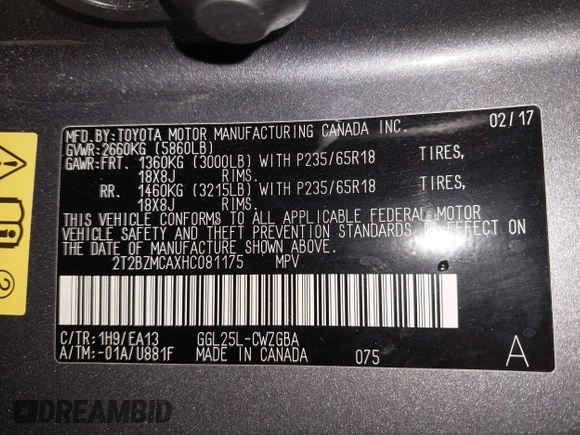 MFD.BY:TOYOTA MOTOR MANUFACTURING CANADA INC. 02/17
GVWR:2660KG (5860LB)
GAWR:FRT. 1360KG (3000LB) WITH P235/65R18 TIRES,
18X8J RIMS.
RR. 1460KG (3215LB) WITH P235/65R18 TIRES,
18X8J RIMS.
THIS VEHICLE CONFORMS TO ALL APPLICABLE FEDERAL MOTOR
VEHICLE SAFETY AND THEFT PREVENTION STANDARDS IN EFFECT ON
THE DATE OF MANUFACTURE SHOWN ABOVE.
2T2BZMCAXHC081175 MPV
C/TR:1H9/EA13 GGL25L-CWZGBA
A/TM:-01A/U881F MADE IN CANADA 075 A
2
DREAMBID